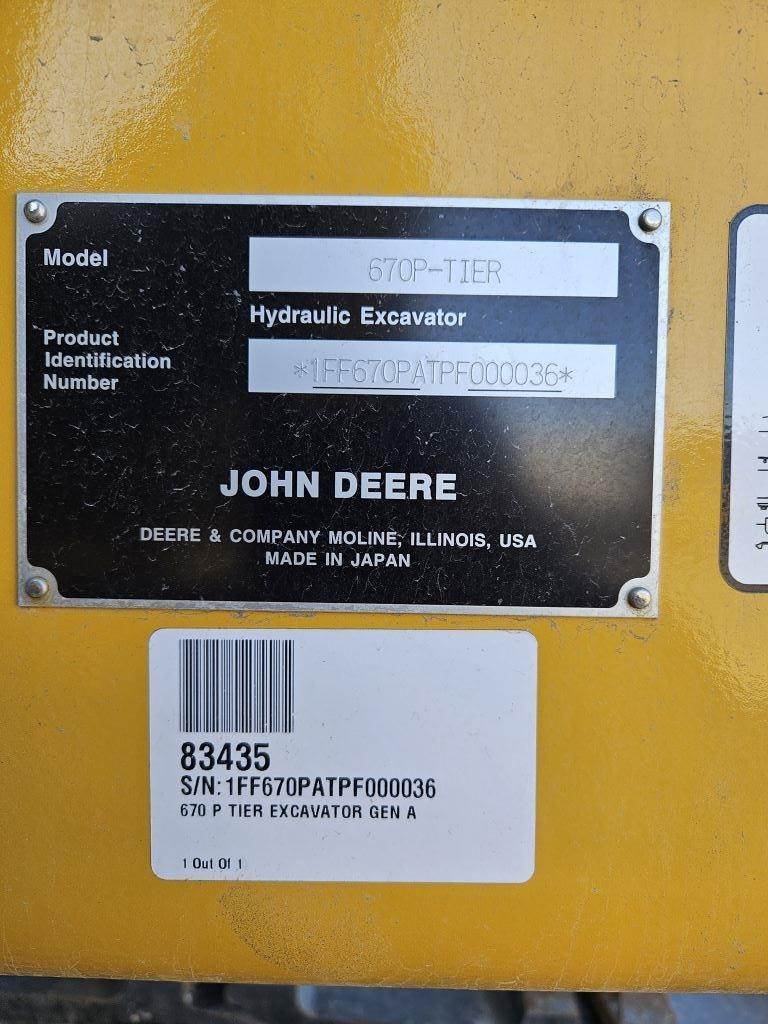 Model
670P-TIER
Hydraulic Excavator
Product
Identification
Number
*1FF670PATPF000036*
JOHN DEERE
DEERE & COMPANY MOLINE, ILLINOIS, USA
MADE IN JAPAN
83435
S/N: 1FF670PATPF000036
670 P TIER EXCAVATOR GEN A
1 Out Of 1